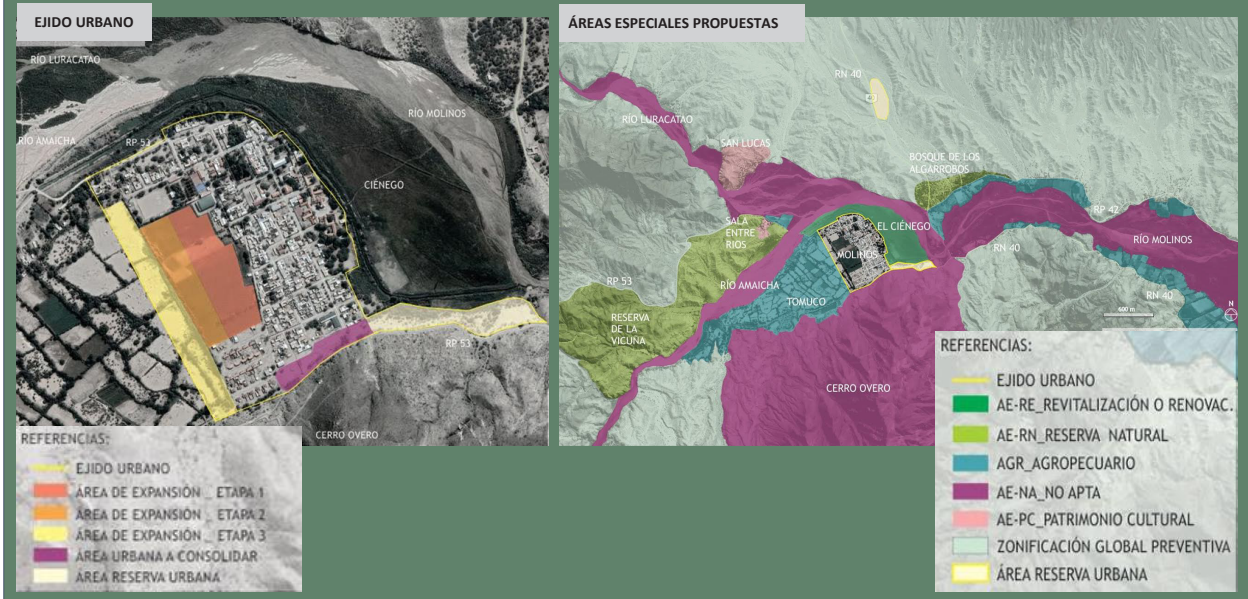 EJIDO URBANO
RÍO LURACATAO
RÍO MOLINOS
RÍO AMAICHA
RP 53
CIÉNEGO
RP 53
CERRO OVERO
REFERENCIAS:
EJIDO URBANO
ÁREA DE EXPANSIÓN _ ETAPA 1
ÁREA DE EXPANSIÓN _ ETAPA 2
ÁREA DE EXPANSIÓN _ ETAPA 3
ÁREA URBANA A CONSOLIDAR
ÁREA RESERVA URBANA
ÁREAS ESPECIALES PROPUESTAS
RN 40
RÍO LURACATAO
SAN LUCAS
BOSQUE DE LOS
ALGARROBOS
RP 42
SALA
ENTRE
RIOS
EL CIÉNEGO
MOLINOS
RÍO MOLINOS
RN 40
RP 53
RÍO AMAICHA
TOMUCO
RN 40
N
600 m
RESERVA
DE LA
VICUÑA
CERRO OVERO
REFERENCIAS:
EJIDO URBANO
AE-RE_REVITALIZACIÓN O RENOVAC.
AE-RN_RESERVA NATURAL
AGR_AGROPECUARIO
AE-NA_NO APTA
AE-PC_PATRIMONIO CULTURAL
ZONIFICACIÓN GLOBAL PREVENTIVA
ÁREA RESERVA URBANA